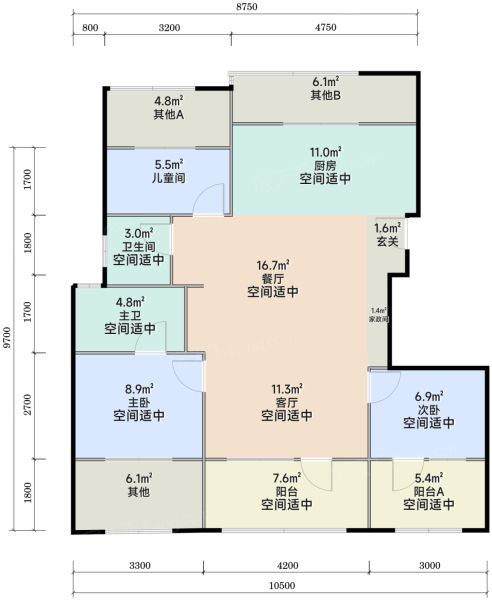 8750
800
3200
4750
4.8㎡
其他A
6.1㎡
其他B
5.5㎡
儿童间
11.0㎡
厨房
空间适中
1700
3.0㎡
卫生间
空间适中
1.6㎡
玄关
1800
16.7㎡
餐厅
空间适中
4.8㎡
主卫
空间适中
1.4㎡
家政间
1700
9700
8.9㎡
主卧
空间适中
11.3㎡
客厅
空间适中
6.9㎡
次卧
空间适中
2700
6.1㎡
其他
7.6㎡
阳台
空间适中
5.4㎡
阳台A
空间适中
1800
3300
4200
3000
10500